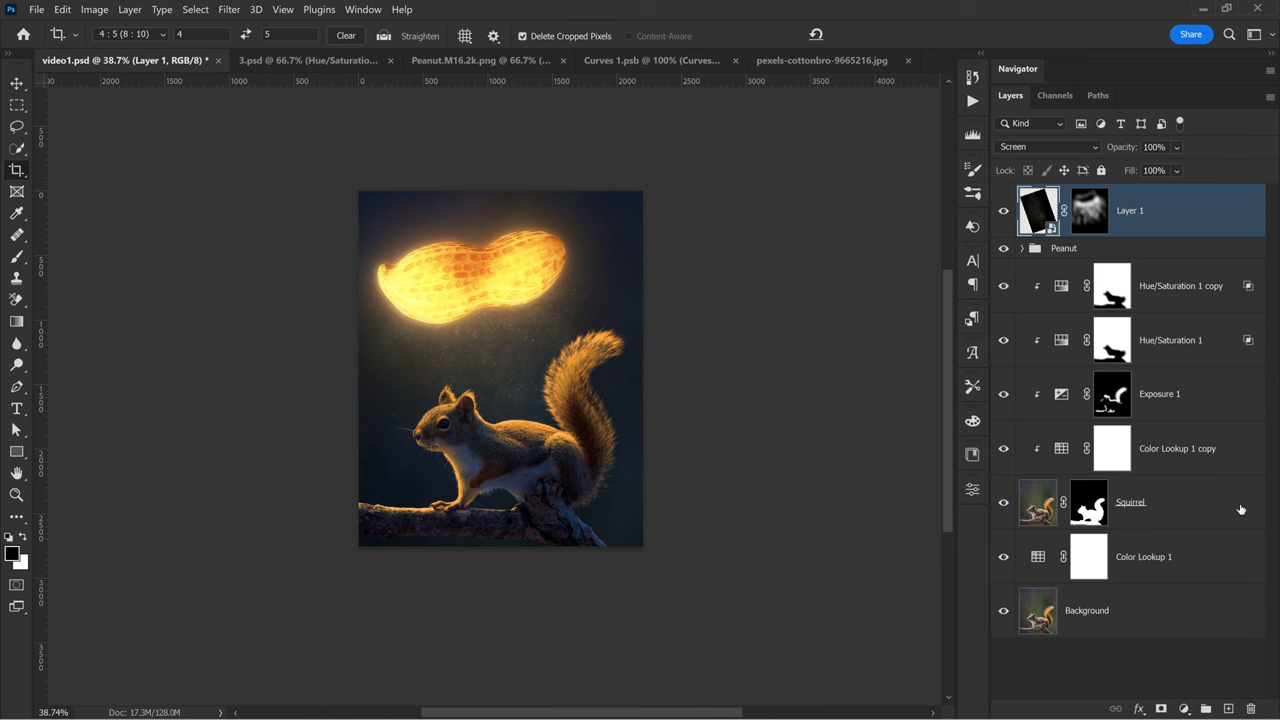 Ps File Edit Image Layer Type Select Filter 3D View Plugins Window Help
4 : 5 (8 : 10) 4 5 Clear Straighten Delete Cropped Pixels Content-Aware Share
video1.psd @ 38.7% (Layer 1, RGB/8) * × 3.psd @ 66.7% (Hue/Saturatio... × Peanut.M16.2k.png @ 66.7% (... × Curves 1.psb @ 100% (Curves... × pexels-cottonbro-9665216.jpg ×
2000 1500 1000 500 0 500 1000 1500 2000 2500 3000 3500 4000
Navigator
Layers Channels Paths
Kind
Screen Opacity: 100%
Lock: Fill: 100%
Layer 1
Peanut
Hue/Saturation 1 copy
Hue/Saturation 1
Exposure 1
Color Lookup 1 copy
Squirrel
Color Lookup 1
Background
38.74% Doc: 17.3M/128.0M